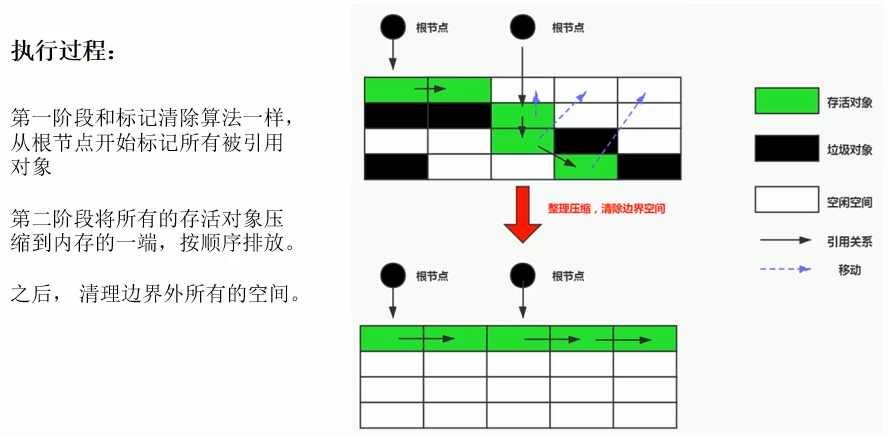 执行过程：
第一阶段和标记清除算法一样，
从根节点开始标记所有被引用
对象
第二阶段将所有的存活对象压
缩到内存的一端，按顺序排放。
之后， 清理边界外所有的空间。
根节点
根节点
存活对象
垃圾对象
空闲空间
引用关系
移动
整理压缩，清除边界空间
根节点
根节点